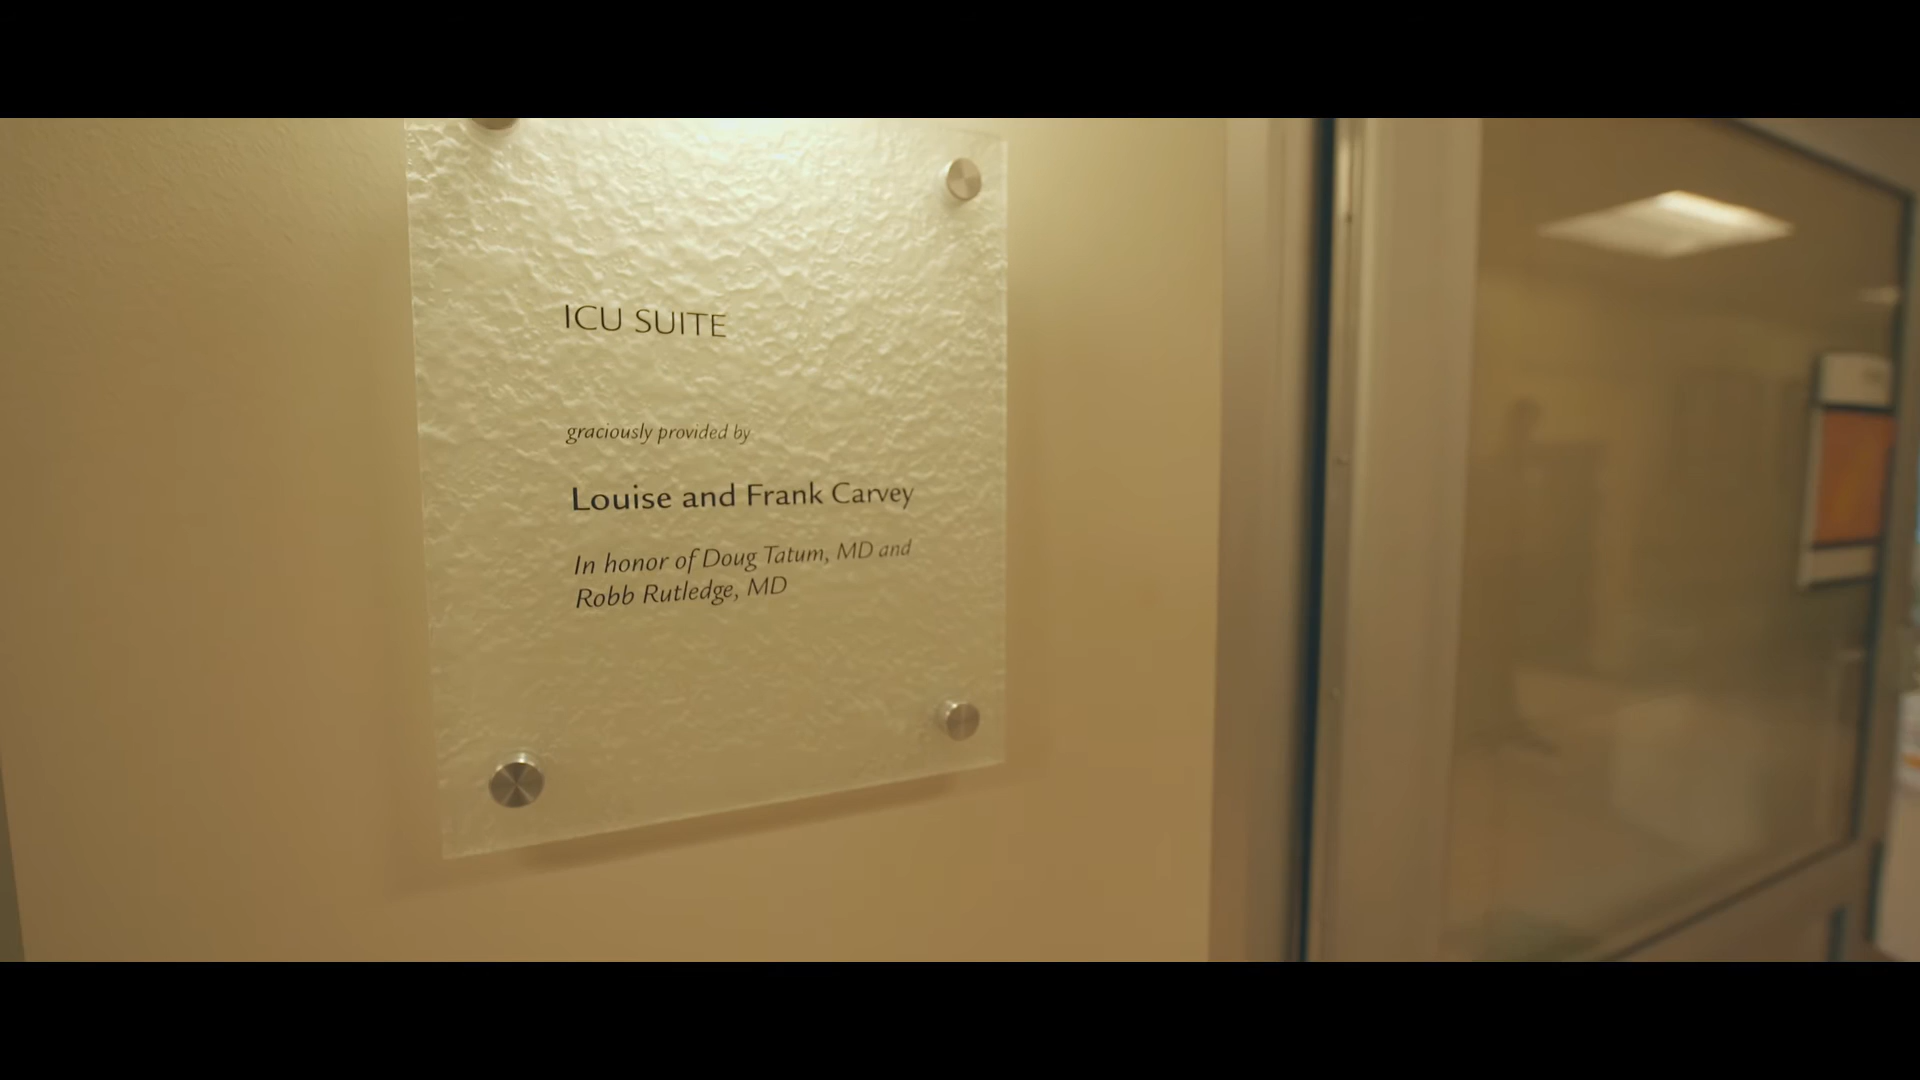 ICU SUITE
graciously provided by
Louise and Frank Carvey
In honor of Doug Tatum, MD and
Robb Rutledge, MD